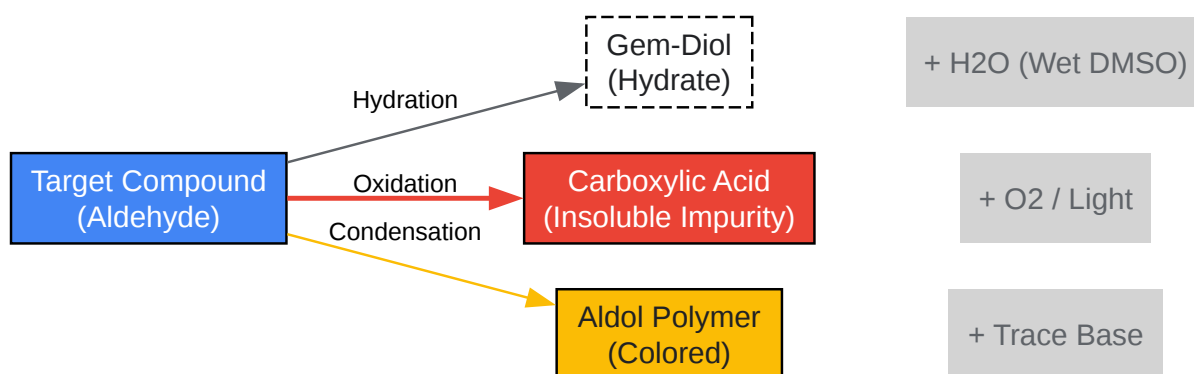 Gem-Diol
(Hydrate)
+ H2O (Wet DMSO)
Hydration
Target Compound
(Aldehyde)
Oxidation
Carboxylic Acid
(Insoluble Impurity)
+ O2 / Light
Condensation
Aldol Polymer
(Colored)
+ Trace Base